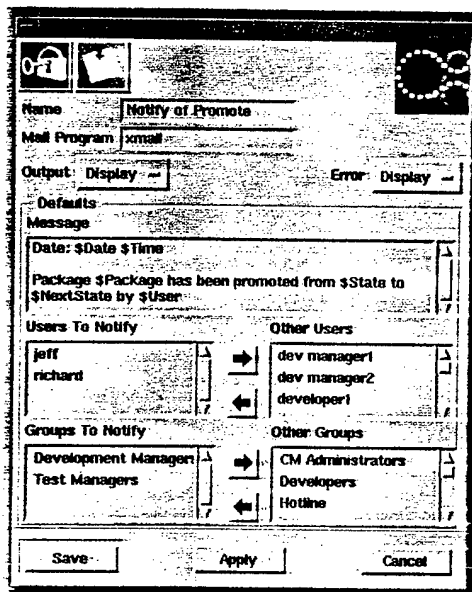 Name Notify of Promote
Mail Program xmail
Output: Display Error: Display
Defaults
Message
Date: $Date $Time
Package $Package has been promoted from $State to
$NextState by $User
Users To Notify Other Users
jeff dev manager1
richard dev manager2
developer1
Groups To Notify Other Groups
Development Manager CM Administrators
Test Managers Developers
Hotline
Save Apply Cancel